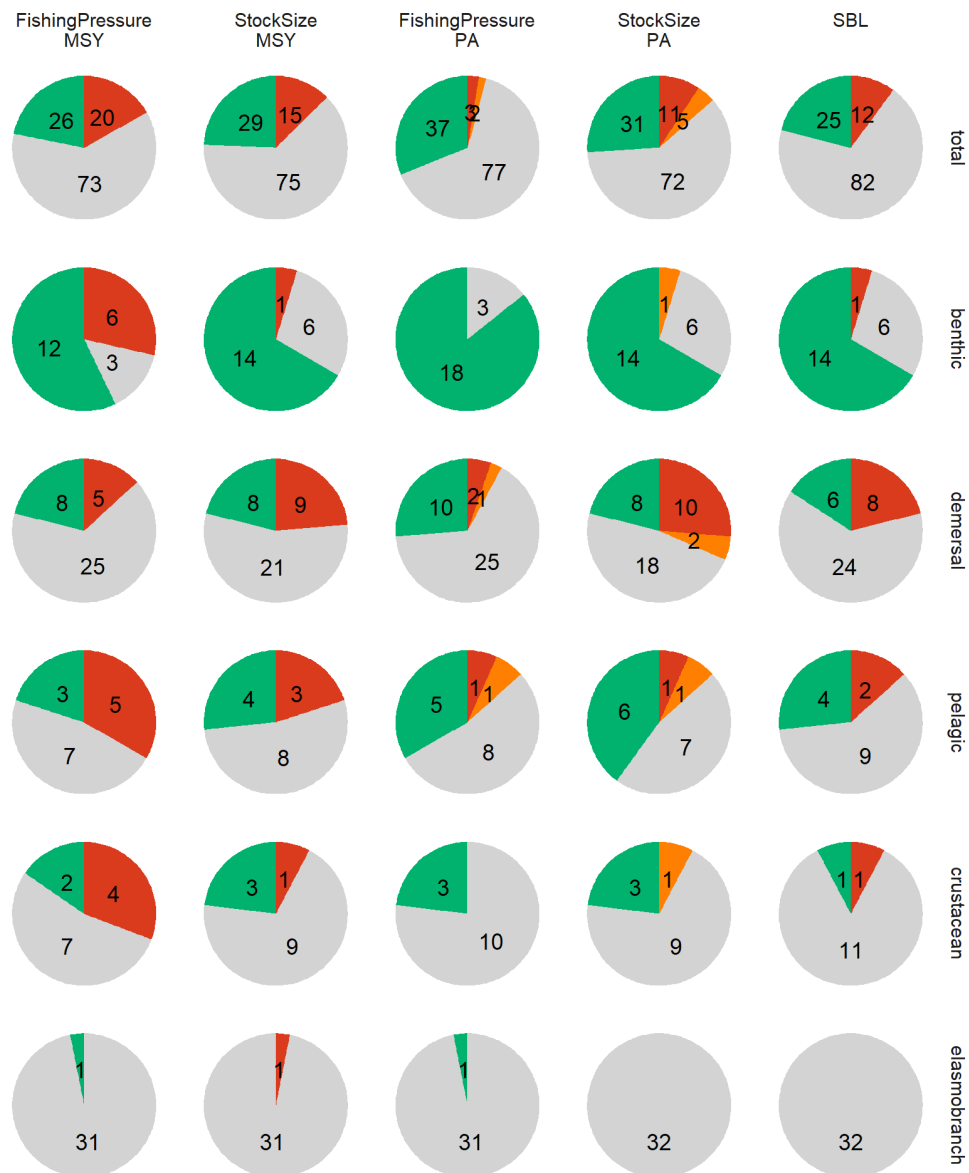 FishingPressure
MSY
StockSize
MSY
FishingPressure
PA
StockSize
PA
SBL
26 20 73
29 15 75
37 3 2 77
31 11 5 72
25 12 82
total
12 6 3
14 1 6
18 3
14 1 6
14 1 6
benthic
8 5 25
8 9 21
10 2 1 25
8 10 2 18
6 8 24
demersal
3 5 7
4 3 8
5 1 1 8
6 1 1 7
4 2 9
pelagic
2 4 7
3 1 9
3 10
3 1 9
1 1 11
crustacean
1 31
1 31
1 31
32
32
elasmobranch